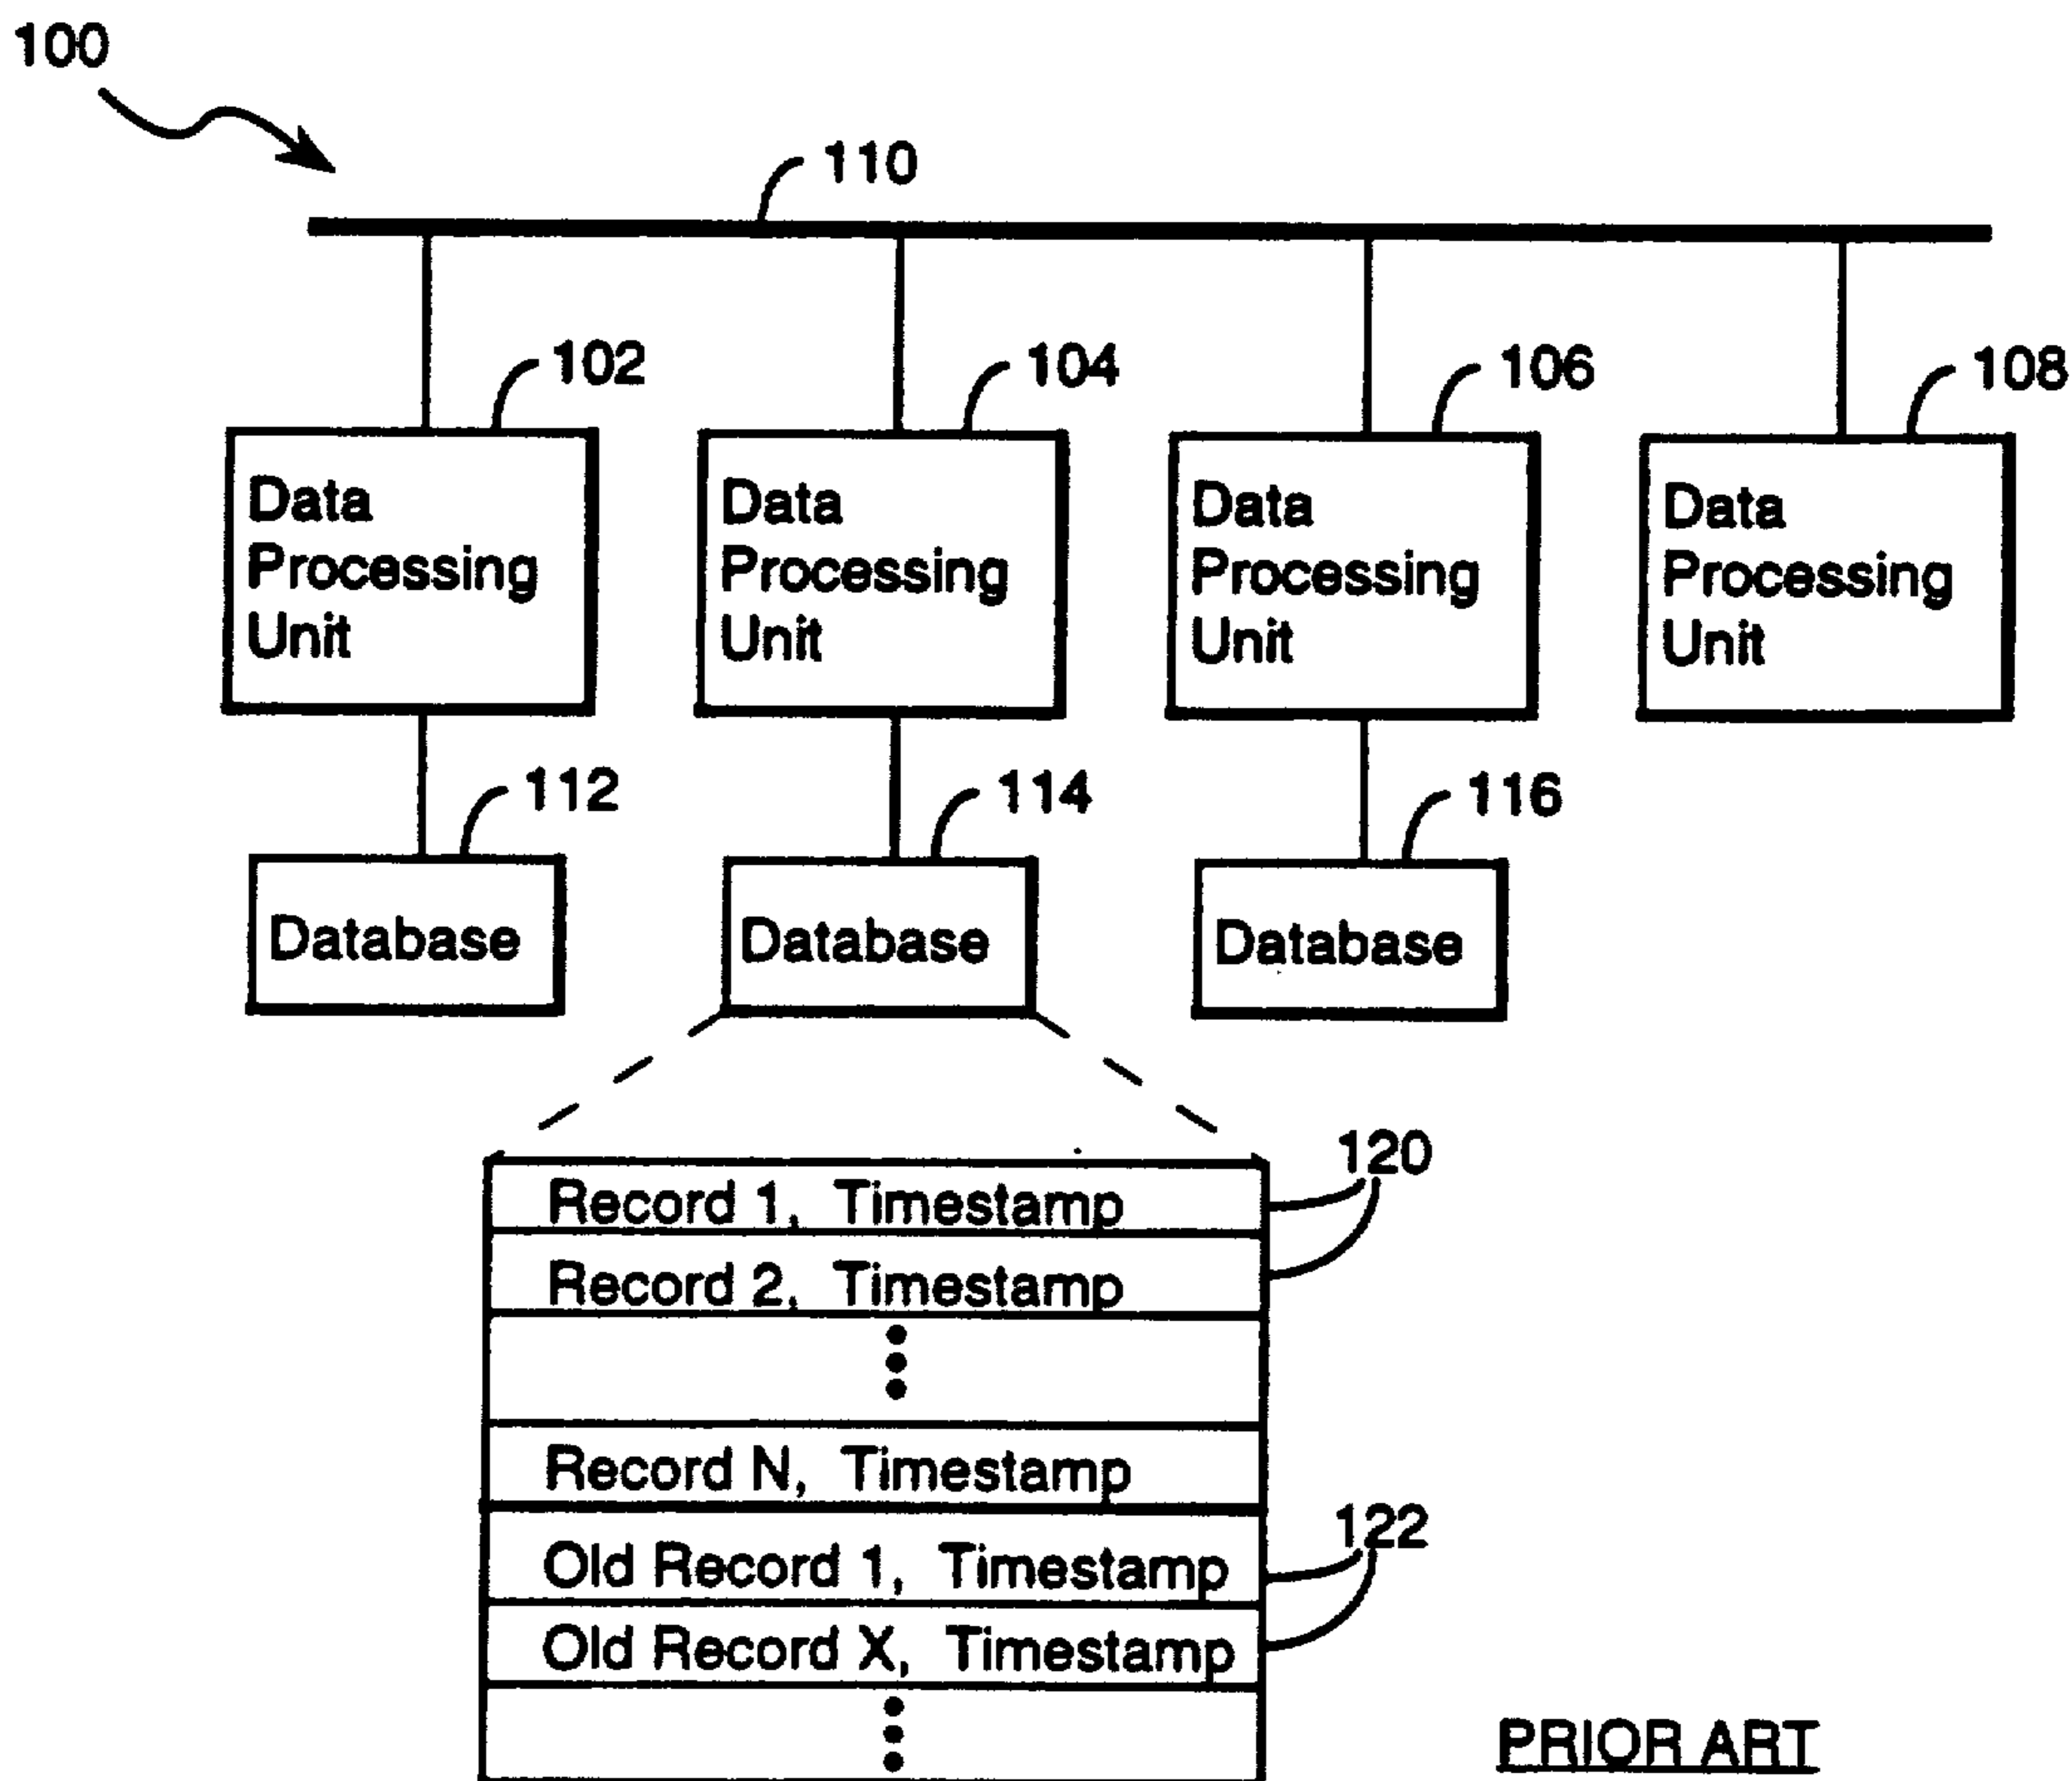 100
110
102
104
106
108
Data
Processing
Unit
Data
Processing
Unit
Data
Processing
Unit
Data
Processing
Unit
112
114
116
Database
Database
Database
120
Record 1, Timestamp
Record 2, Timestamp
Record N, Timestamp
122
Old Record 1, Timestamp
Old Record X, Timestamp
PRIOR ART